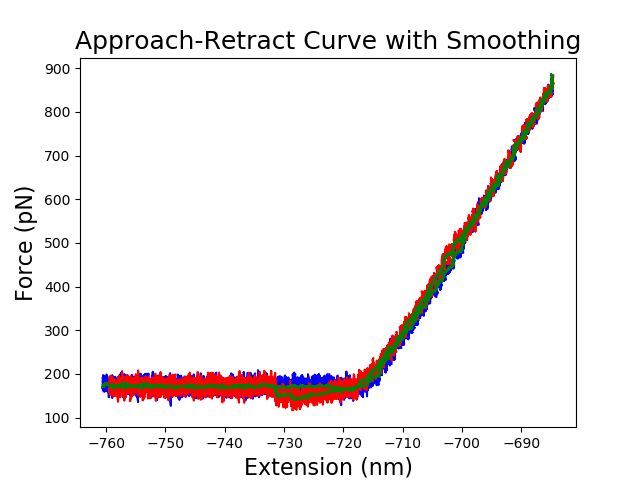 Approach-Retract Curve with Smoothing
900
800
700
600
500
400
300
200
100
Force (pN)
−760 −750 −740 −730 −720 −710 −700 −690
Extension (nm)